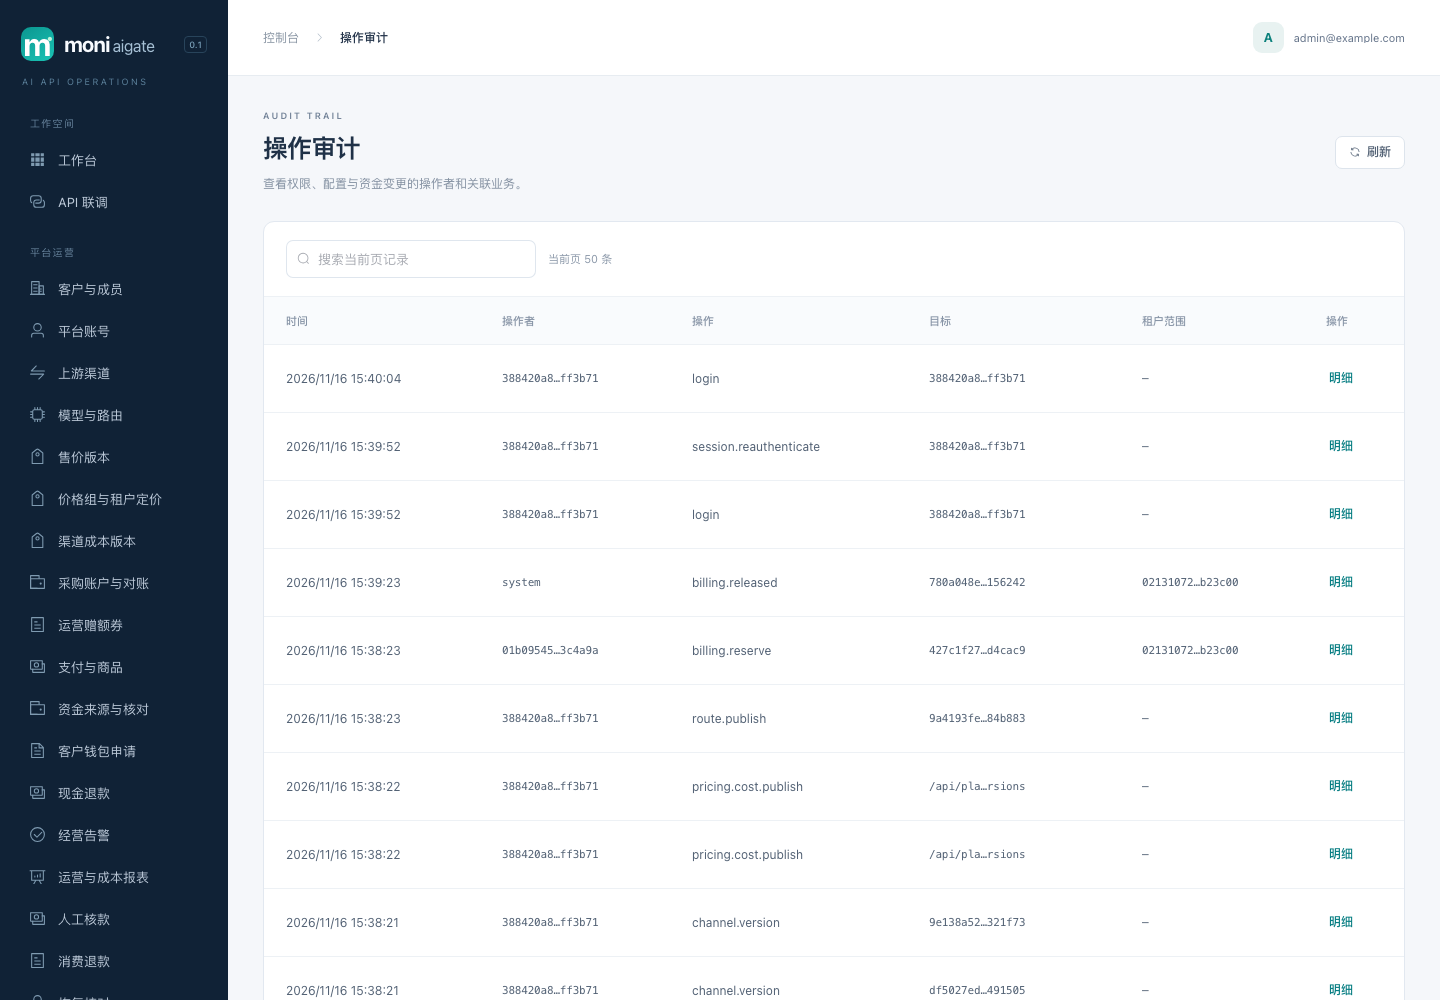 moni aigate 0.1
AI API OPERATIONS
工作空间
工作台
API 联调
平台运营
客户与成员
平台账号
上游渠道
模型与路由
售价版本
价格组与租户定价
渠道成本版本
采购账户与对账
运营赠额券
支付与商品
资金来源与核对
客户钱包申请
现金退款
经营告警
运营与成本报表
人工核款
消费退款
控制台 操作审计
A admin@example.com
AUDIT TRAIL
操作审计
查看权限、配置与资金变更的操作者和关联业务。
刷新
搜索当前页记录 当前页 50 条
时间 操作者 操作 目标 租户范围 操作
2026/11/16 15:40:04 388420a8…ff3b71 login 388420a8…ff3b71 — 明细
2026/11/16 15:39:52 388420a8…ff3b71 session.reauthenticate 388420a8…ff3b71 — 明细
2026/11/16 15:39:52 388420a8…ff3b71 login 388420a8…ff3b71 — 明细
2026/11/16 15:39:23 system billing.released 780a048e…156242 02131072…b23c00 明细
2026/11/16 15:38:23 01b09545…3c4a9a billing.reserve 427c1f27…d4cac9 02131072…b23c00 明细
2026/11/16 15:38:23 388420a8…ff3b71 route.publish 9a4193fe…84b883 — 明细
2026/11/16 15:38:22 388420a8…ff3b71 pricing.cost.publish /api/pla…rsions — 明细
2026/11/16 15:38:22 388420a8…ff3b71 pricing.cost.publish /api/pla…rsions — 明细
2026/11/16 15:38:21 388420a8…ff3b71 channel.version 9e138a52…321f73 — 明细
2026/11/16 15:38:21 388420a8…ff3b71 channel.version df5027ed…491505 — 明细